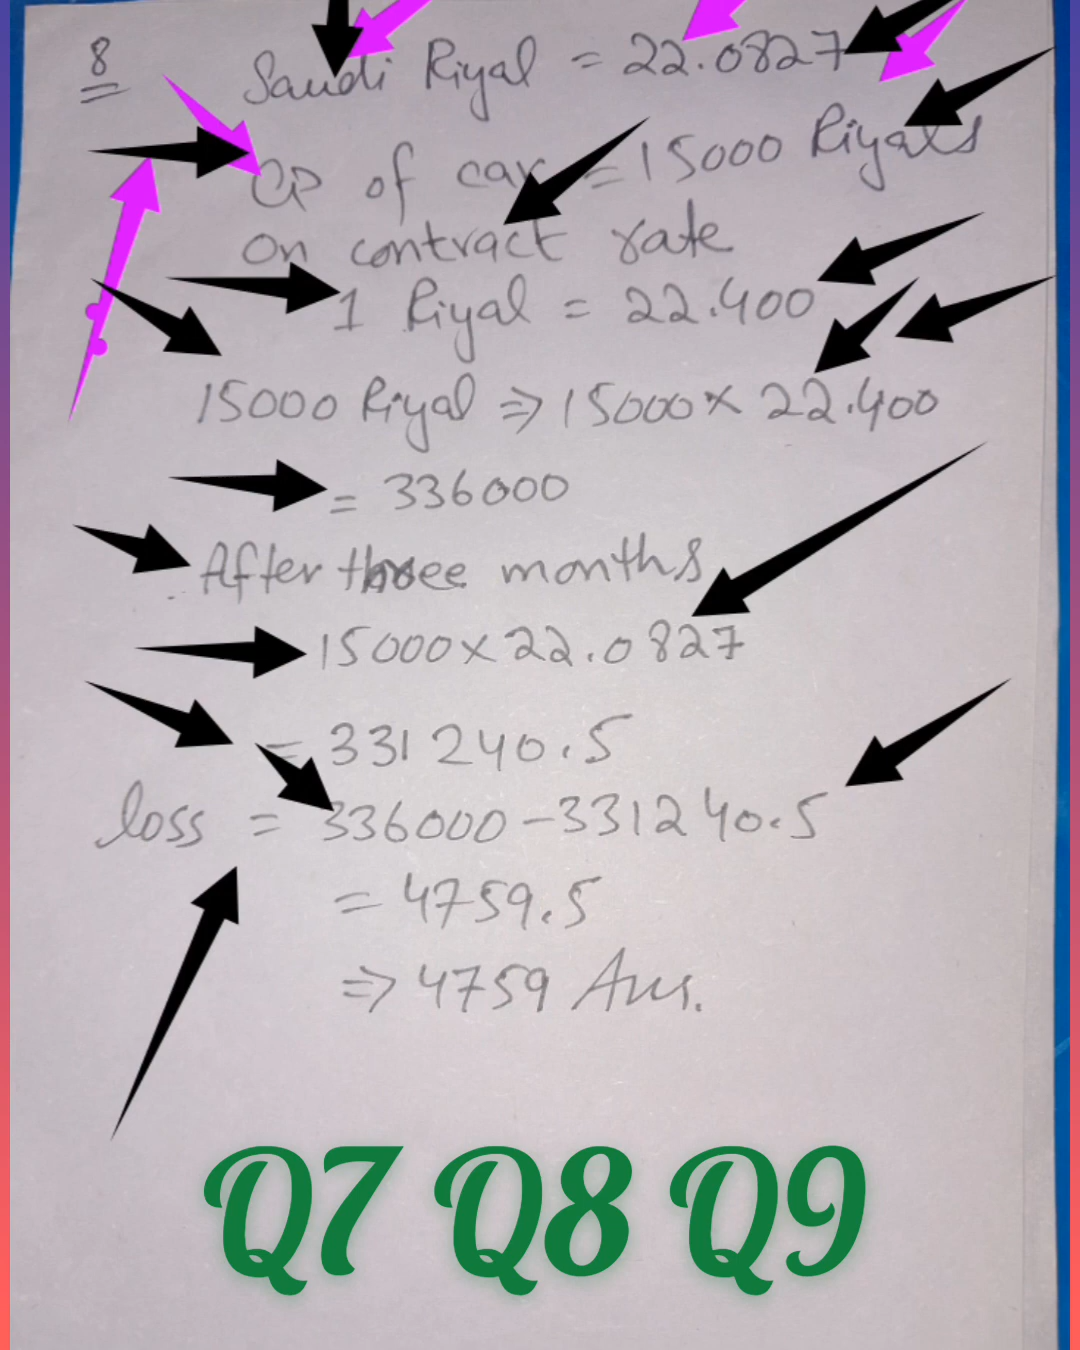 8
Saudi Riyal = 22.0827
CP of car = 15000 Riyals
on contract rate
1 Riyal = 22.400
15000 Riyal ⇒ 15000 × 22.400
= 336000
After three months
15000 × 22.0827
= 331240.5
loss = 336000 - 331240.5
= 4759.5
⇒ 4759 Ans.
Q7 Q8 Q9